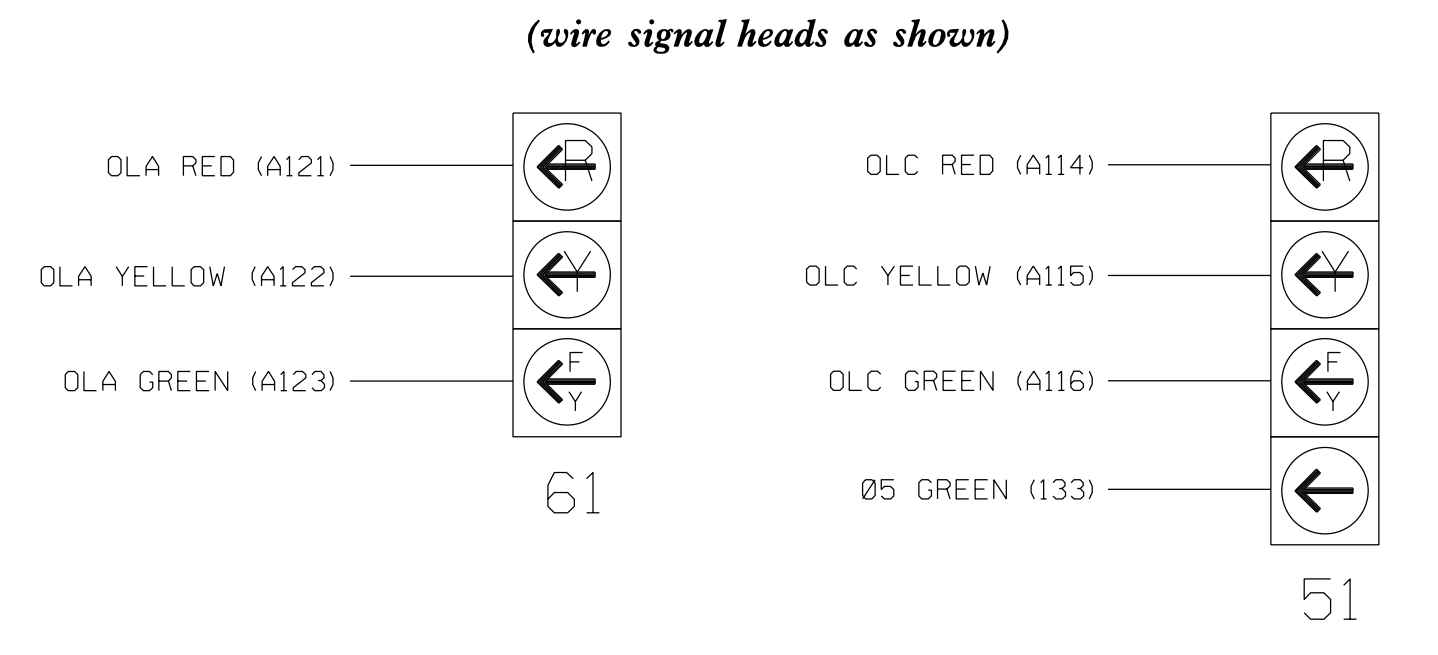 (wire signal heads as shown)
OLA RED (A121)
R
OLA YELLOW (A122)
Y
OLA GREEN (A123)
F
Y
61
OLC RED (A114)
R
OLC YELLOW (A115)
Y
OLC GREEN (A116)
F
Y
Ø5 GREEN (133)
51